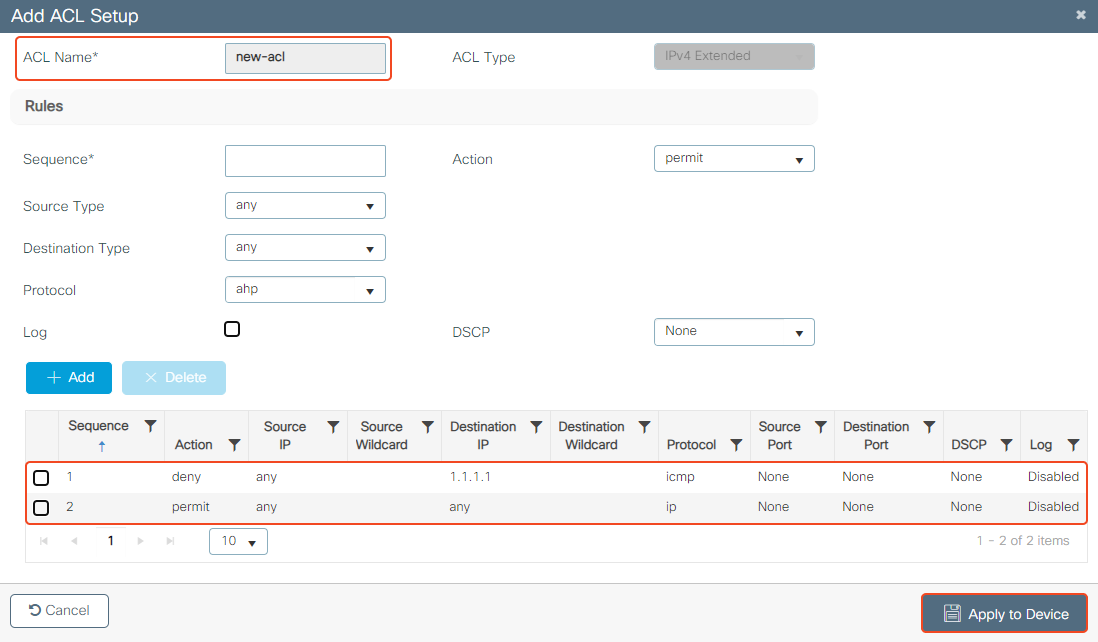 Add ACL Setup
ACL Name* new-acl ACL Type IPv4 Extended
Rules
Sequence* Action permit
Source Type any
Destination Type any
Protocol ahp
Log DSCP None
Add Delete
Sequence Action Source IP Source Wildcard Destination IP Destination Wildcard Protocol Source Port Destination Port DSCP Log
1 deny any 1.1.1.1 icmp None None None Disabled
2 permit any any ip None None None Disabled
1 10 1 - 2 of 2 items
Cancel Apply to Device